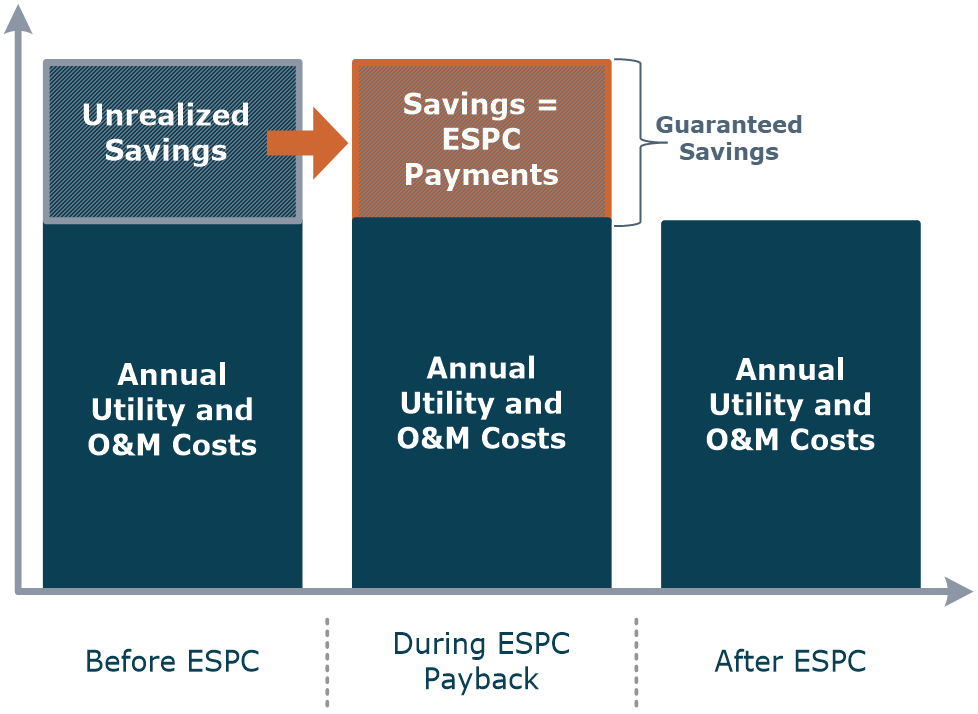 Unrealized
Savings
Savings =
ESPC
Payments
Guaranteed
Savings
Annual
Utility and
O&M Costs
Annual
Utility and
O&M Costs
Annual
Utility and
O&M Costs
Before ESPC
During ESPC
Payback
After ESPC